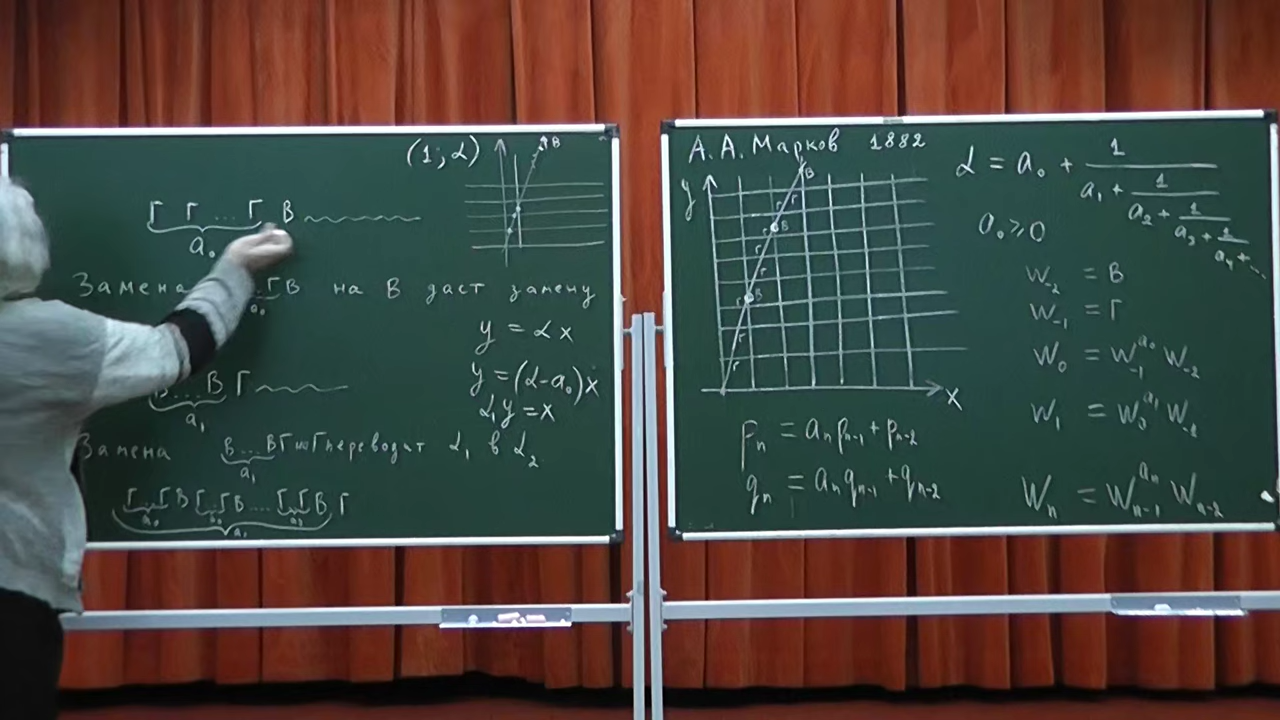 (1; α)
В
Г Г ... Г В
a₀
Замена ...ГВ на В даст замену
a₀
y = αx
y = (α-a₀)x
α₁y = x
В...В Г
a₁
Замена В...ВГ на Г переводит α₁ в α₂
a₁
Г...ГВ Г...ГВ .... Г...ГВ Г
a₀ a₀ a₀
a₁
А. А. Марков 1882
y
В
Г
Г
В
Г
Г
Г
В
Г
Г
x
pₙ = aₙpₙ₋₁ + pₙ₋₂
qₙ = aₙqₙ₋₁ + qₙ₋₂
α = a₀ + 1/(a₁ + 1/(a₂ + 1/(a₃ + 1/(a₄ + ...
a₀ ⩾ 0
W₋₂ = В
W₋₁ = Г
W₀ = W₋₁^a₀ W₋₂
W₁ = W₀^a₁ W₋₁
Wₙ = Wₙ₋₁^aₙ Wₙ₋₂